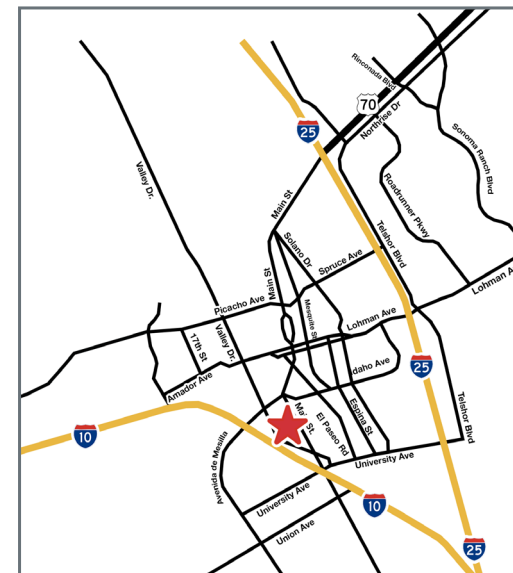 Rinconada Blvd
70
Northrise Dr
25
Sonoma Ranch Blvd
Valley Dr.
Roadrunner Pkwy
Main St
Solano Dr
Telshor Blvd
Spruce Ave
Main St
Lohman A
Picacho Ave
Mesquite St
Lohman Ave
Valley Dr.
17th St
Idaho Ave
25
Amador Ave
Main St.
El Paseo Rd
Espina St
Telshor Blvd
10
Avenida de Mesilla
University Ave
University Ave
10
Union Ave
25